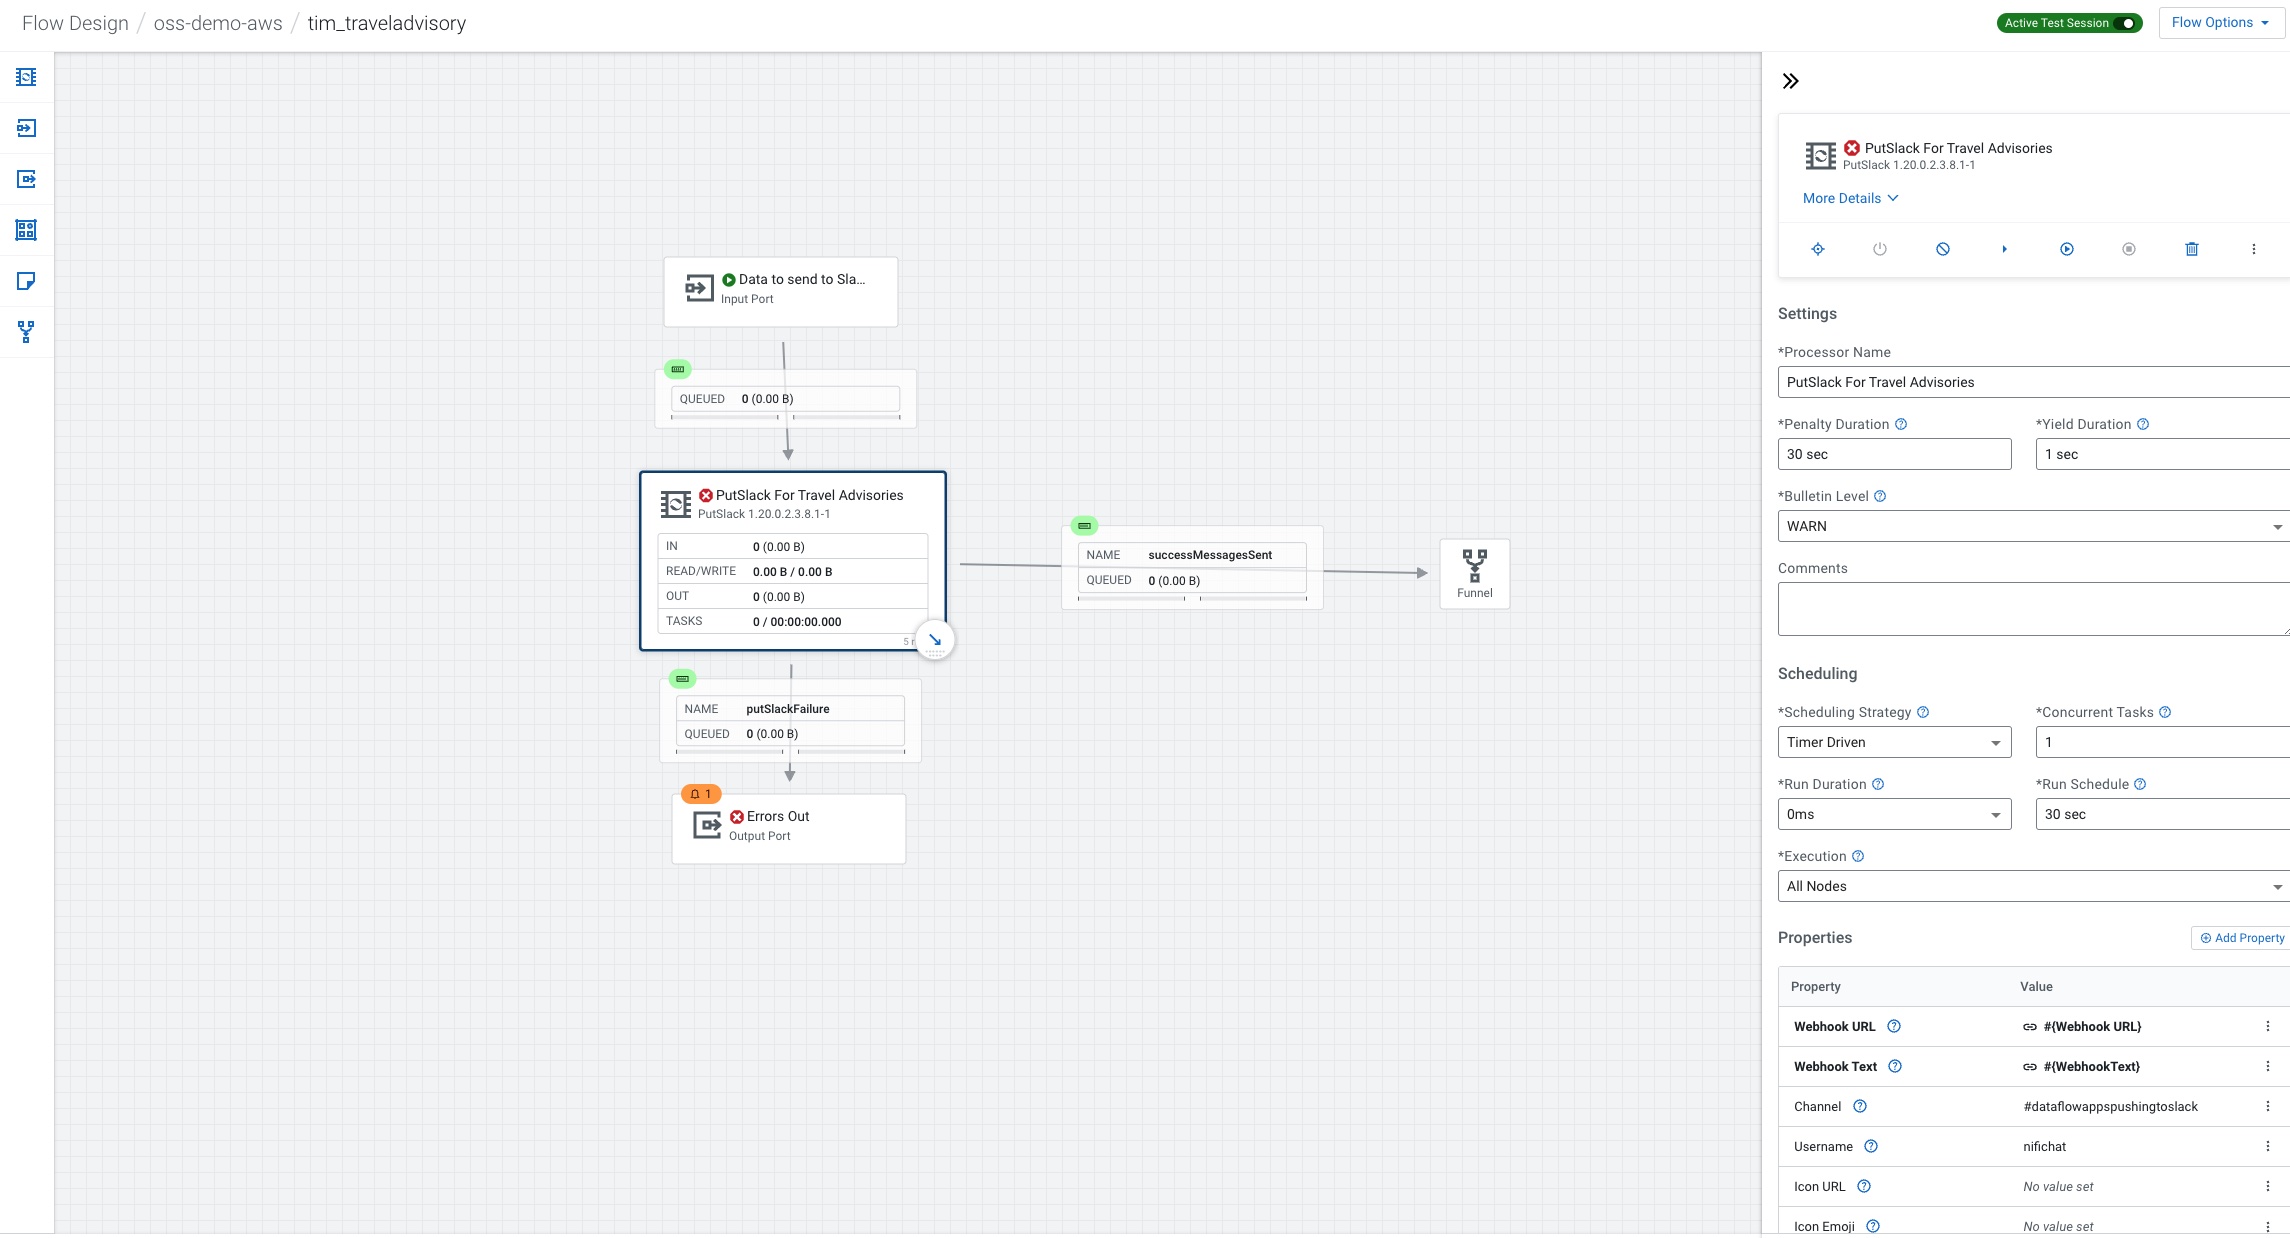 Flow Design / oss-demo-aws / tim_traveladvisory
Active Test Session
Flow Options
Data to send to Sla...
Input Port
QUEUED 0 (0.00 B)
PutSlack For Travel Advisories
PutSlack 1.20.0.2.3.8.1-1
IN 0 (0.00 B)
READ/WRITE 0.00 B / 0.00 B
OUT 0 (0.00 B)
TASKS 0 / 00:00:00.000
5
NAME successMessagesSent
QUEUED 0 (0.00 B)
Funnel
NAME putSlackFailure
QUEUED 0 (0.00 B)
1
Errors Out
Output Port
PutSlack For Travel Advisories
PutSlack 1.20.0.2.3.8.1-1
More Details
Settings
*Processor Name
PutSlack For Travel Advisories
*Penalty Duration *Yield Duration
30 sec 1 sec
*Bulletin Level
WARN
Comments
Scheduling
*Scheduling Strategy *Concurrent Tasks
Timer Driven 1
*Run Duration *Run Schedule
0ms 30 sec
*Execution
All Nodes
Properties Add Property
Property Value
Webhook URL #{Webhook URL}
Webhook Text #{WebhookText}
Channel #dataflowappspushingtoslack
Username nifichat
Icon URL No value set
Icon Emoji No value set